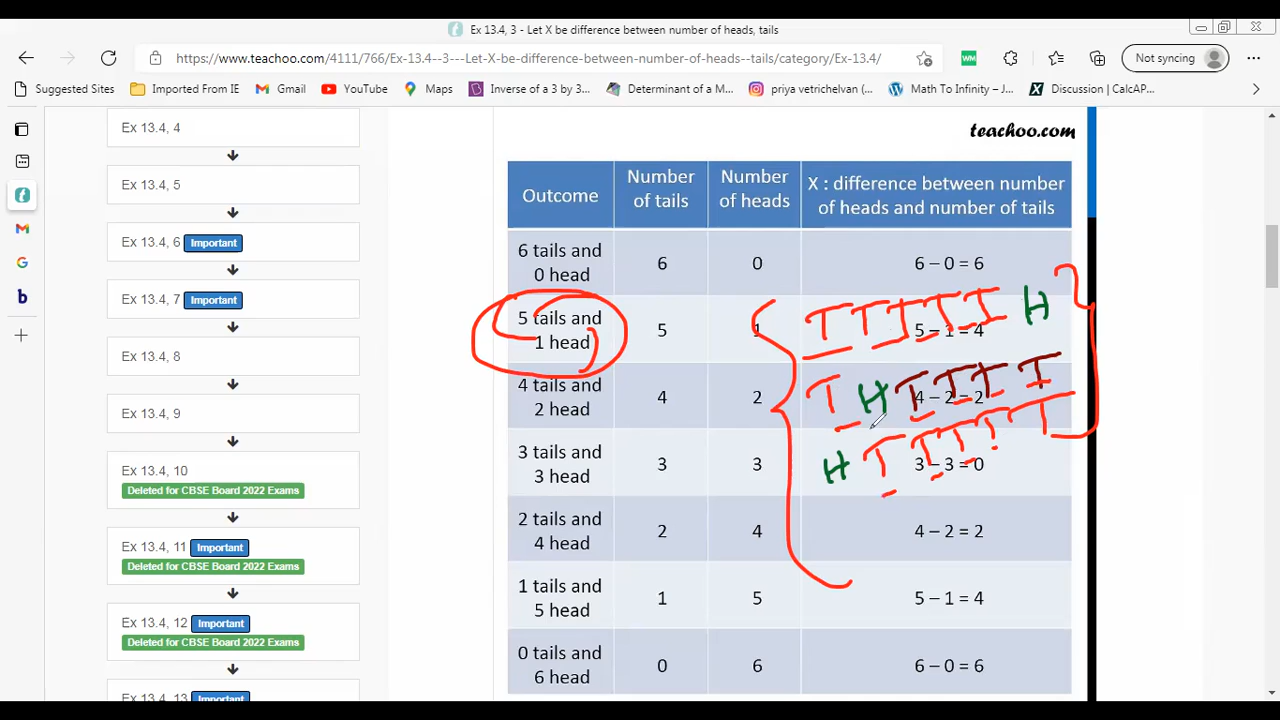 Ex 13.4, 3 - Let X be difference between number of heads, tails
https://www.teachoo.com/4111/766/Ex-13.4--3---Let-X-be-difference-between-number-of-heads--tails/category/Ex-13.4/
Not syncing
Suggested Sites
Imported From IE
Gmail
YouTube
Maps
Inverse of a 3 by 3...
Determinant of a M...
priya vetrichelvan (...
Math To Infinity – J...
Discussion | CalcAP...
Ex 13.4, 4
Ex 13.4, 5
Ex 13.4, 6 Important
Ex 13.4, 7 Important
Ex 13.4, 8
Ex 13.4, 9
Ex 13.4, 10
Deleted for CBSE Board 2022 Exams
Ex 13.4, 11 Important
Deleted for CBSE Board 2022 Exams
Ex 13.4, 12 Important
Deleted for CBSE Board 2022 Exams
Ex 13.4, 13 Important
teachoo.com
Outcome
Number
of tails
Number
of heads
X : difference between number
of heads and number of tails
6 tails and
0 head
6
0
6 – 0 = 6
5 tails and
1 head
5
1
5 – 1 = 4
T T T T T H
4 tails and
2 head
4
2
4 – 2 = 2
T H T T T T
3 tails and
3 head
3
3
3 – 3 = 0
H T T T T T
2 tails and
4 head
2
4
4 – 2 = 2
1 tails and
5 head
1
5
5 – 1 = 4
0 tails and
6 head
0
6
6 – 0 = 6